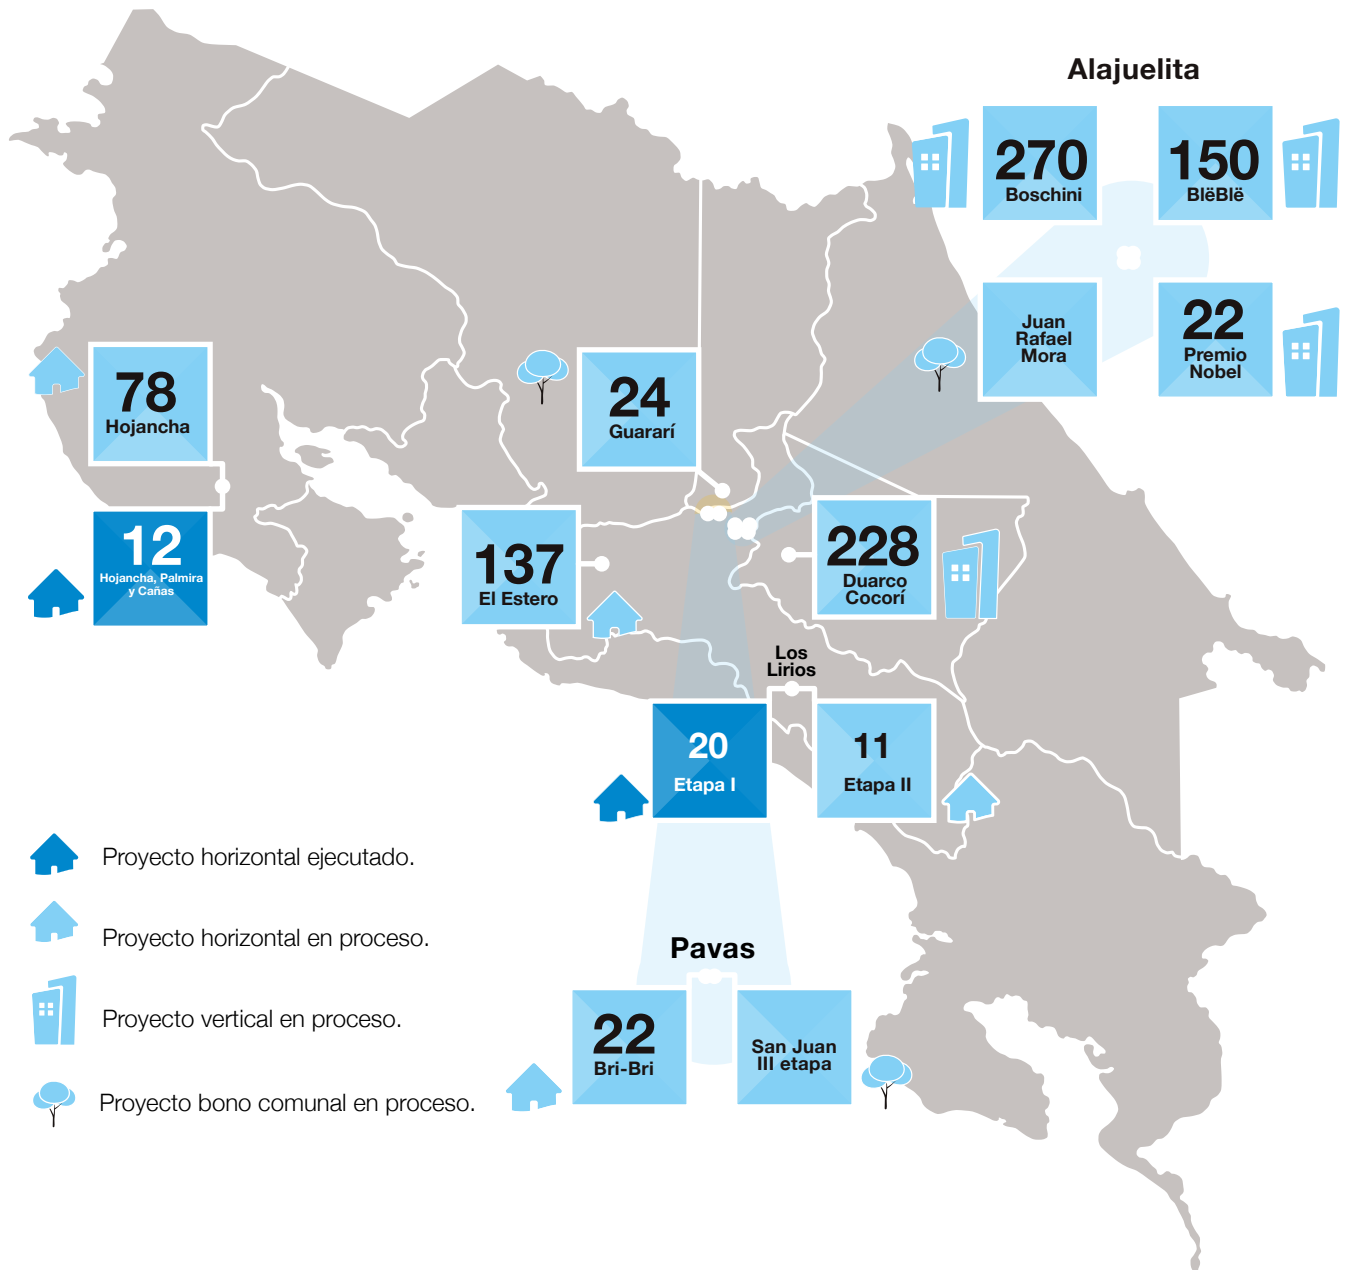 Alajuelita
270
Boschini
150
BlëBlë
Juan
Rafael
Mora
22
Premio
Nobel
78
Hojancha
24
Guararí
12
Hojancha, Palmira
y Cañas
137
El Estero
228
Duarco
Cocorí
Los
Lirios
20
Etapa I
11
Etapa II
Proyecto horizontal ejecutado.
Proyecto horizontal en proceso.
Proyecto vertical en proceso.
Proyecto bono comunal en proceso.
Pavas
22
Bri-Bri
San Juan
III etapa